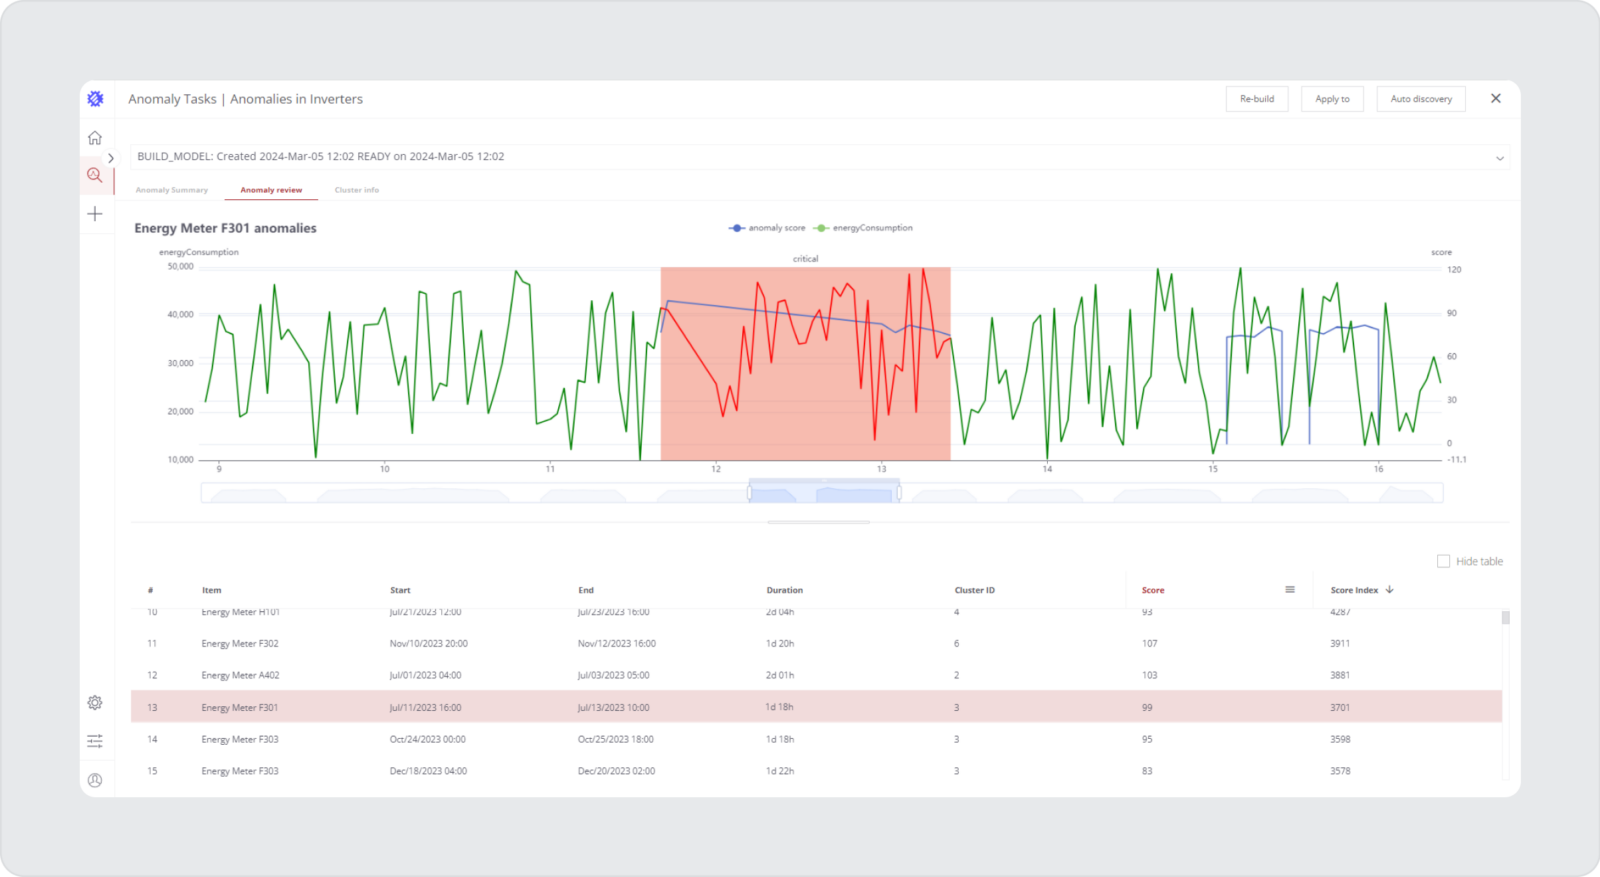 Anomaly Tasks | Anomalies in Inverters Re-build Apply to Auto discovery
BUILD_MODEL: Created 2024-Mar-05 12:02 READY on 2024-Mar-05 12:02
Anomaly Summary Anomaly review Cluster info
Energy Meter F301 anomalies
anomaly score energyConsumption
energyConsumption score
critical
50,000 120
40,000 90
30,000 60
20,000 30
0
10,000 -11.1
9 10 11 12 13 14 15 16
Hide table
# Item Start End Duration Cluster ID Score Score Index
10 Energy Meter H101 Jul/21/2023 12:00 Jul/23/2023 16:00 2d 04h 4 93 4287
11 Energy Meter F302 Nov/10/2023 20:00 Nov/12/2023 16:00 1d 20h 6 107 3911
12 Energy Meter A402 Jul/01/2023 04:00 Jul/03/2023 05:00 2d 01h 2 103 3881
13 Energy Meter F301 Jul/11/2023 16:00 Jul/13/2023 10:00 1d 18h 3 99 3701
14 Energy Meter F303 Oct/24/2023 00:00 Oct/25/2023 18:00 1d 18h 3 95 3598
15 Energy Meter F303 Dec/18/2023 04:00 Dec/20/2023 02:00 1d 22h 3 83 3578